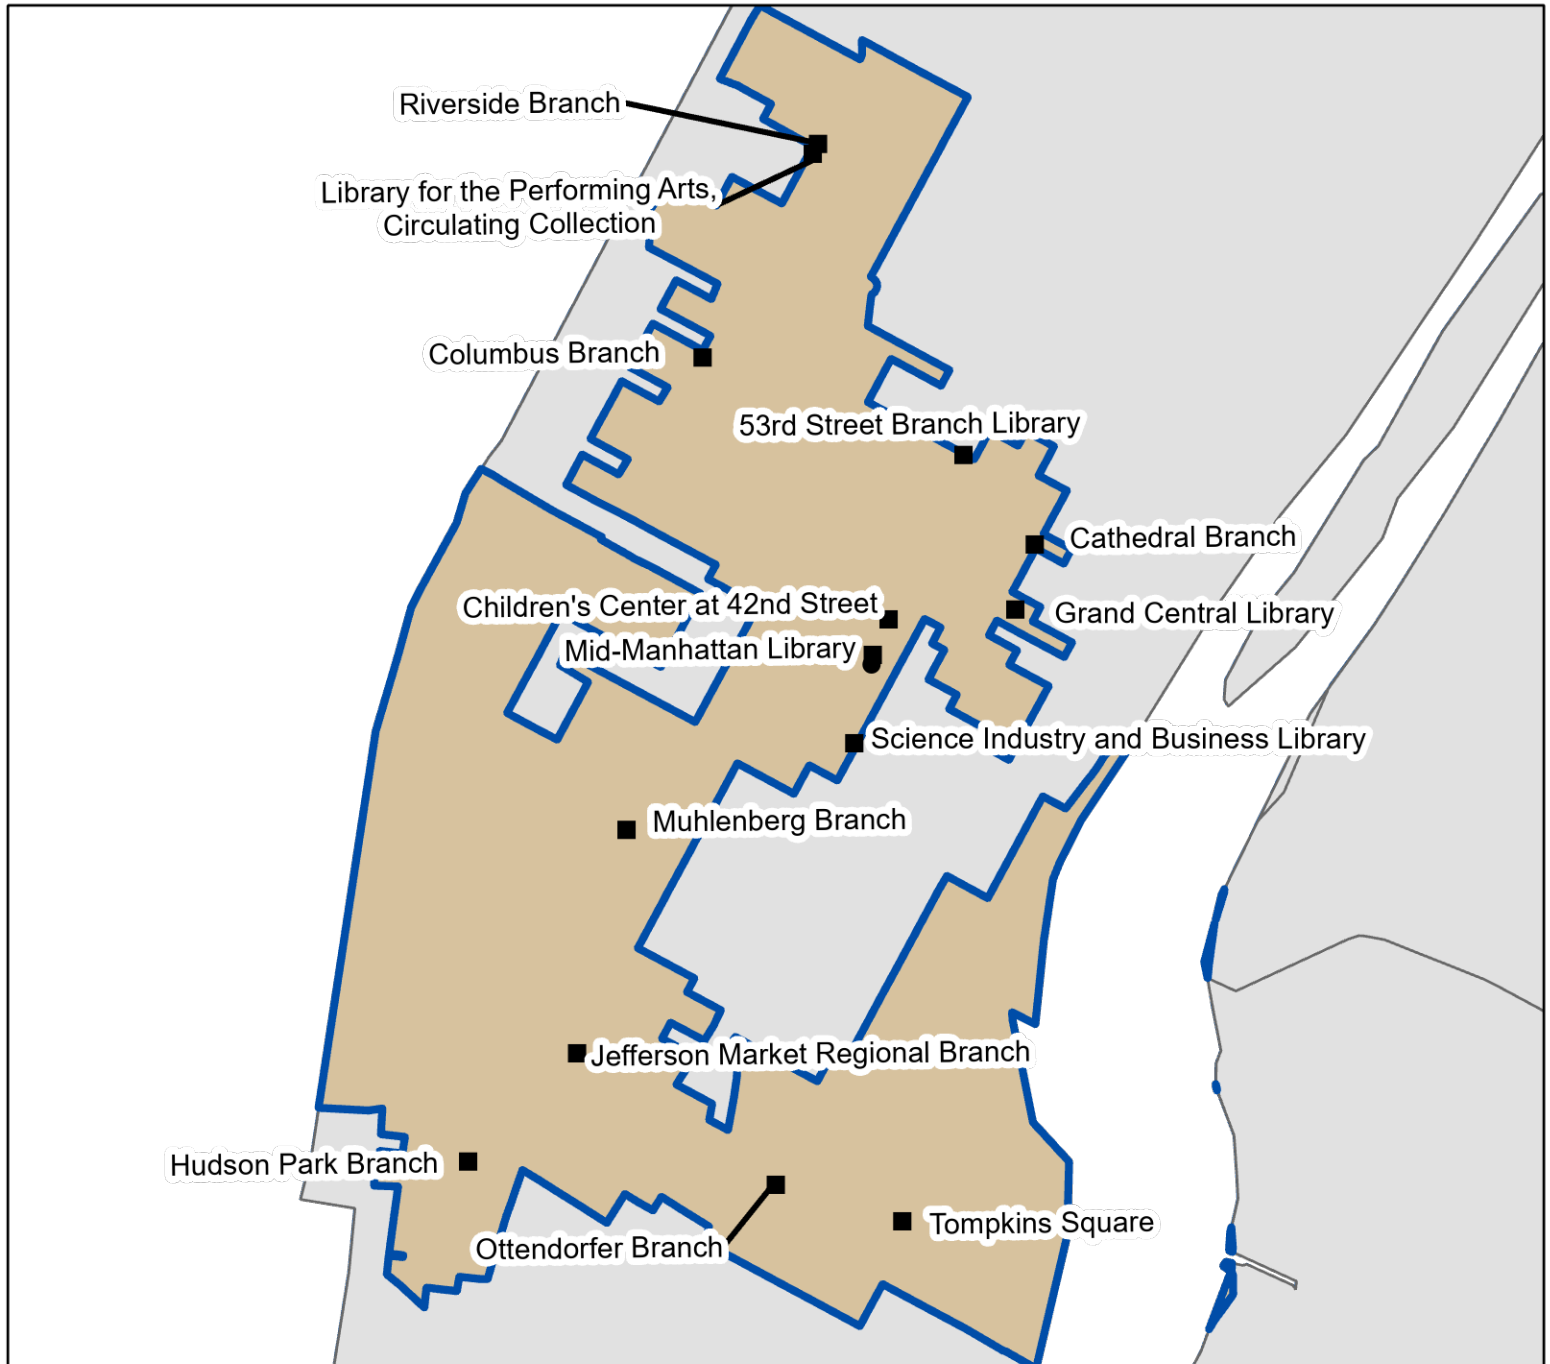 Riverside Branch
Library for the Performing Arts,
Circulating Collection
Columbus Branch
53rd Street Branch Library
Cathedral Branch
Children's Center at 42nd Street
Grand Central Library
Mid-Manhattan Library
Science Industry and Business Library
Muhlenberg Branch
Jefferson Market Regional Branch
Hudson Park Branch
Tompkins Square
Ottendorfer Branch